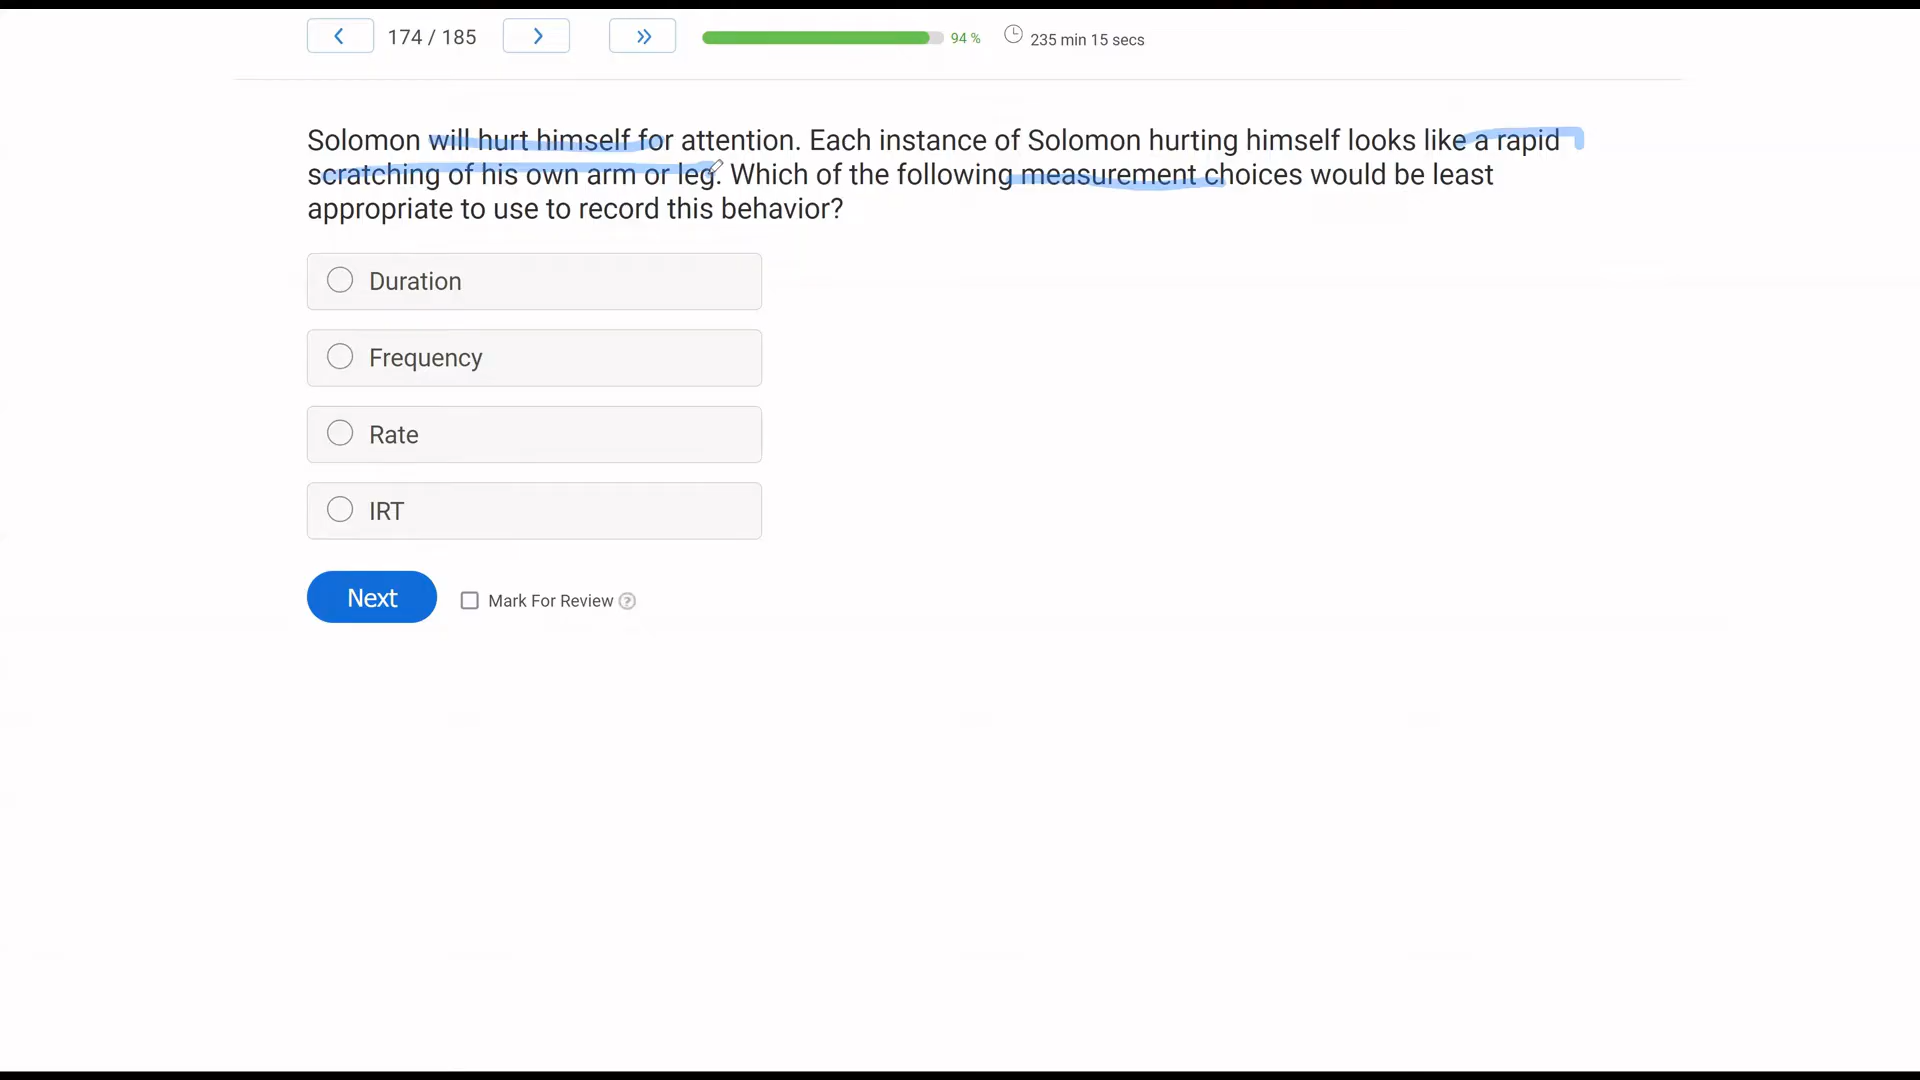 174 / 185
94 %
235 min 15 secs
Solomon will hurt himself for attention. Each instance of Solomon hurting himself looks like a rapid
scratching of his own arm or leg. Which of the following measurement choices would be least
appropriate to use to record this behavior?
Duration
Frequency
Rate
IRT
Next
Mark For Review ?